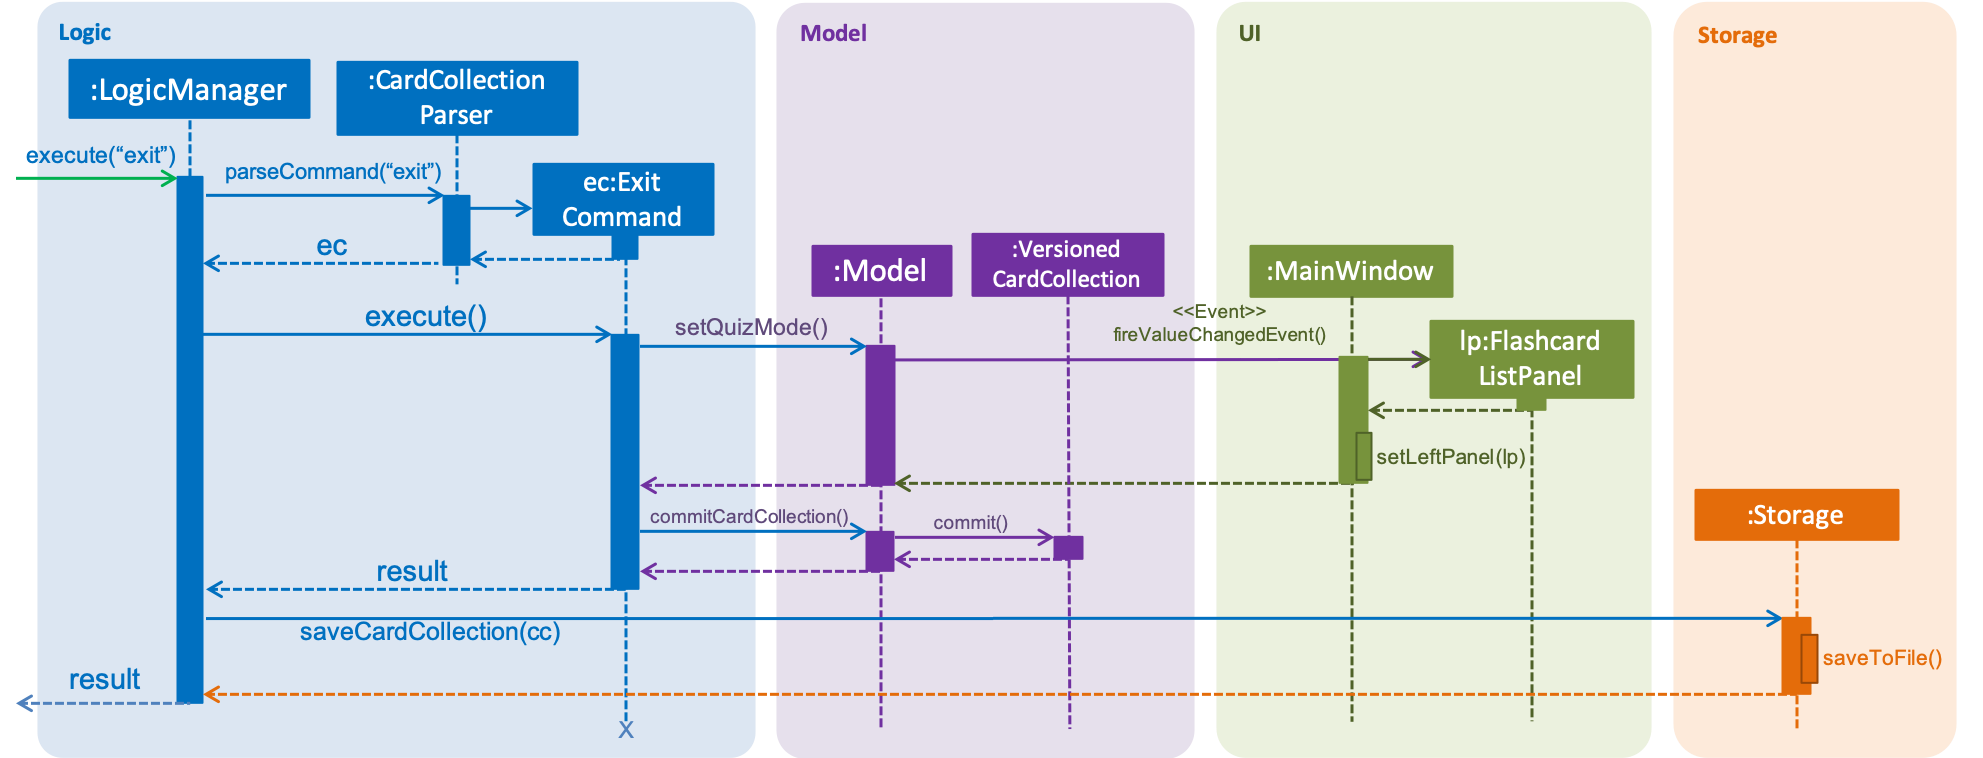 Logic
Model
UI
Storage
:LogicManager
:CardCollection
Parser
execute(“exit”)
parseCommand(“exit”)
ec:Exit
Command
ec
:Model
:Versioned
CardCollection
:MainWindow
execute()
setQuizMode()
<<Event>>
fireValueChangedEvent()
lp:Flashcard
ListPanel
setLeftPanel(lp)
commitCardCollection()
commit()
:Storage
result
saveCardCollection(cc)
saveToFile()
result
X